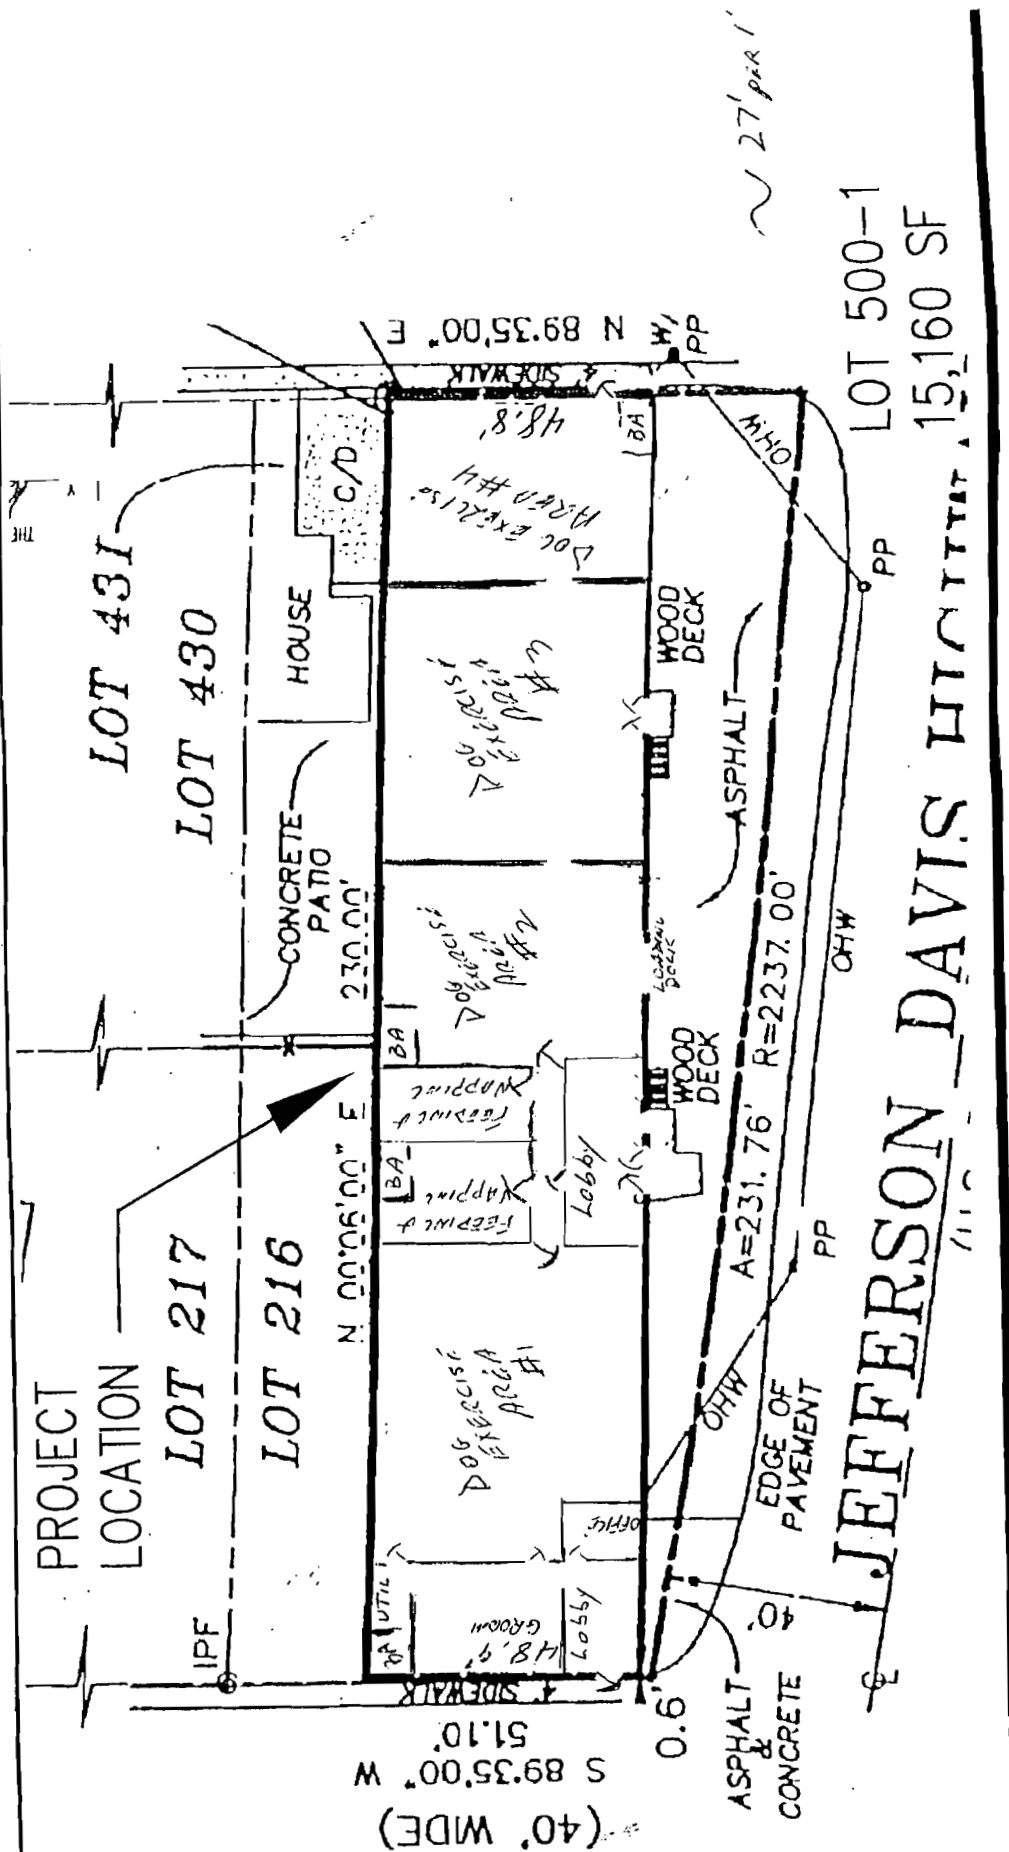 ~ 27' per 1'
LOT 500-1
15,160 SF
N 89°35'00" E
4' SIDEWALK
W
PP
OHW
PP
48.8'
BA
DOG EXERCISE
AREA #4
C/D
THE
LOT 431
LOT 430
HOUSE
CONCRETE
PATIO
230.00'
N 00°06'00" E
DOG
EXERCISE
AREA
#3
WOOD
DECK
ASPHALT
DOG
EXERCISE
AREA
#2
LOADING
DOCK
BA
FEEDING &
NAPPING
BA
FEEDING &
NAPPING
Lobby
WOOD
DECK
A=231.76' R=2237.00'
OHW
PROJECT
LOCATION
LOT 217
LOT 216
DOG
EXERCISE
AREA
#1
OFFICE
UTIL
BA
GROOM
48.9'
Lobby
IPF
4' SIDEWALK
51.10'
S 89°35'00" W
(40' WIDE)
0.6'
ASPHALT
&
CONCRETE
40'
EDGE OF
PAVEMENT
OHW
PP
JEFFERSON DAVIS